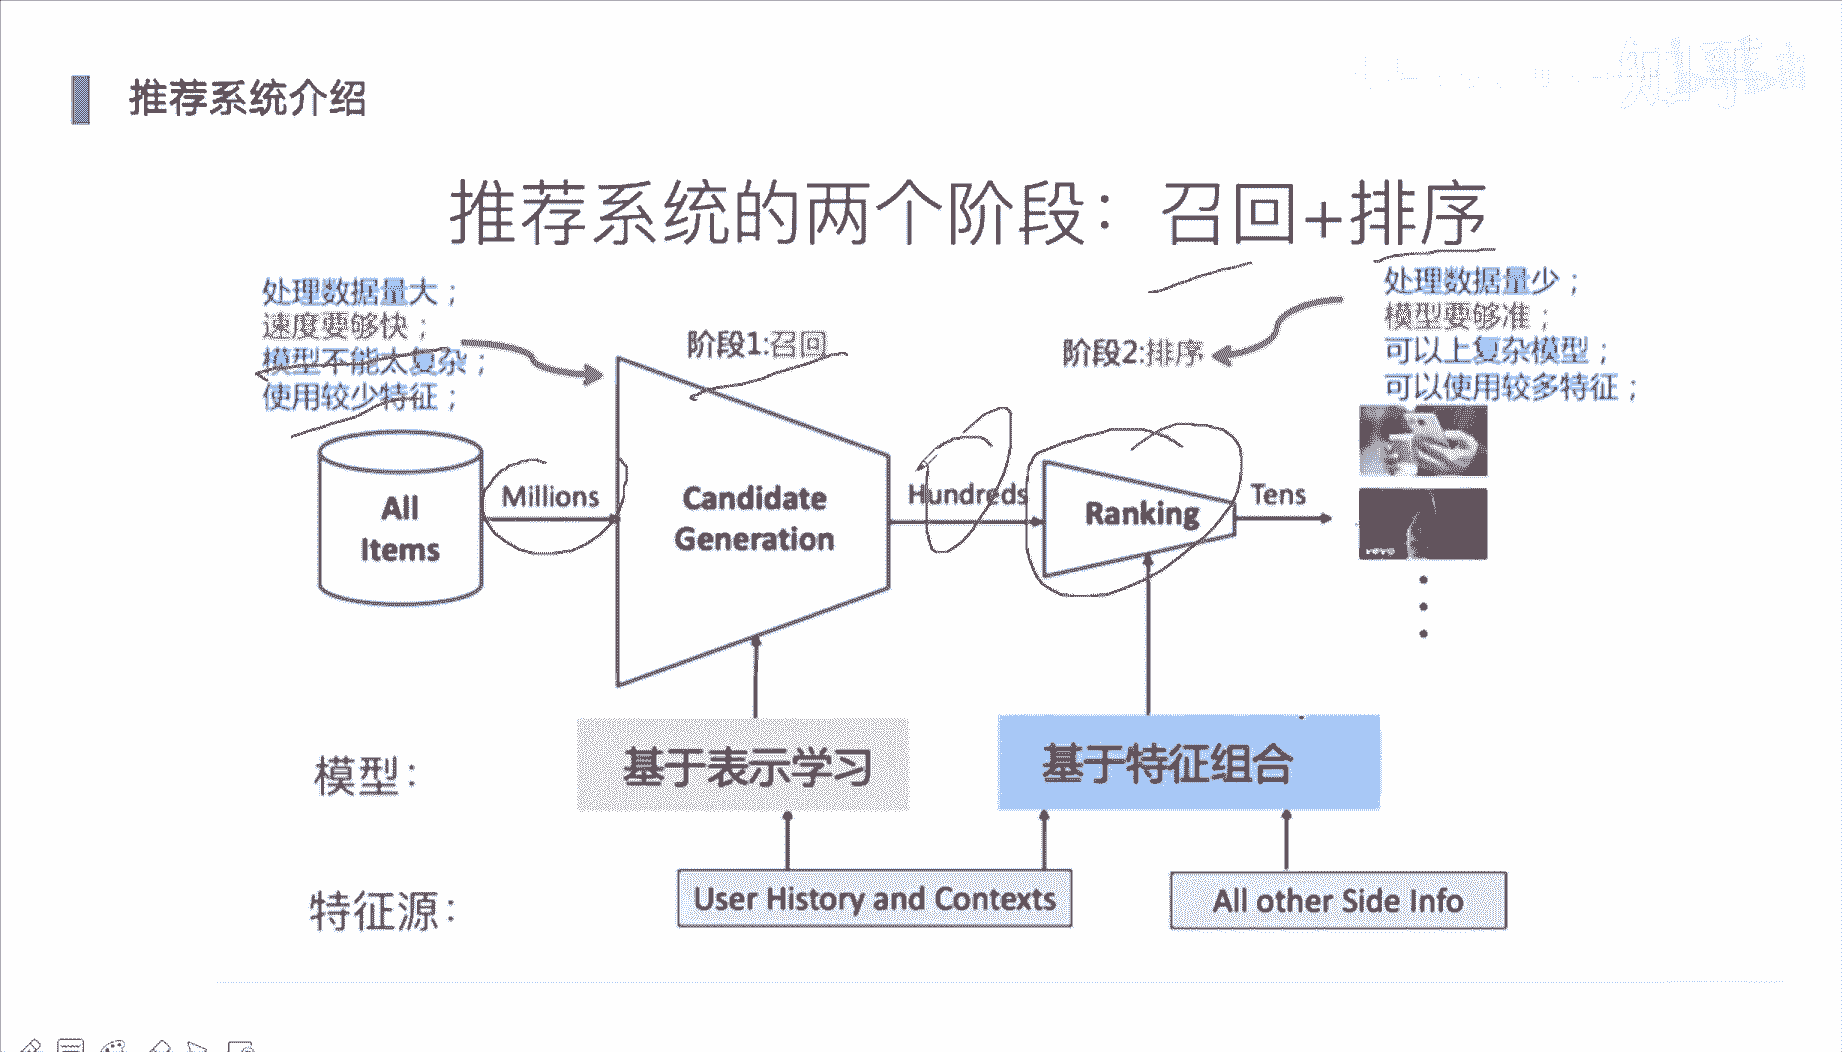 推荐系统介绍
推荐系统的两个阶段：召回+排序
处理数据量大；
速度要够快；
模型不能太复杂；
使用较少特征；
处理数据量少；
模型要够准；
可以上复杂模型；
可以使用较多特征；
阶段1:召回
阶段2:排序
All
Items
Millions
Candidate
Generation
Hundreds
Ranking
Tens
vevo
模型：
基于表示学习
基于特征组合
特征源：
User History and Contexts
All other Side Info